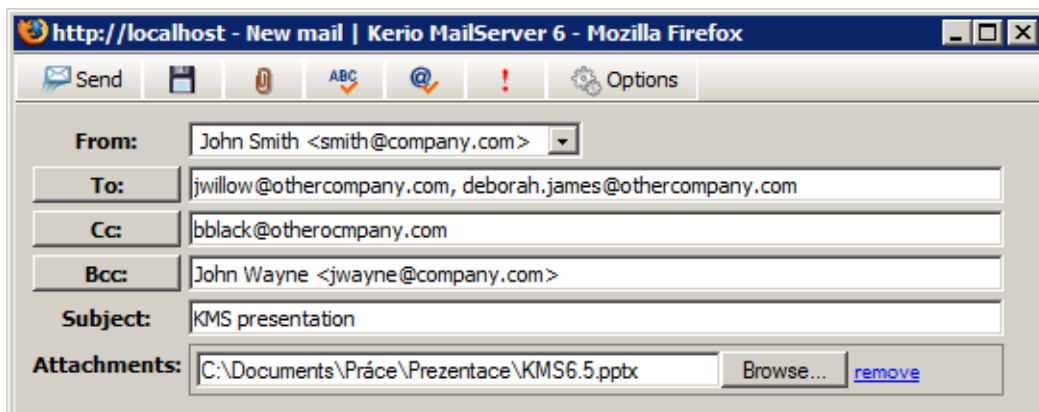 http://localhost - New mail | Kerio MailServer 6 - Mozilla Firefox
Send ABC @ ! Options
From: John Smith <smith@company.com>
To: jwillow@othercompany.com, deborah.james@othercompany.com
Cc: bblack@otherocmpany.com
Bcc: John Wayne <jwayne@company.com>
Subject: KMS presentation
Attachments: C:\Documents\Práce\Prezentace\KMS6.5.pptx Browse... remove